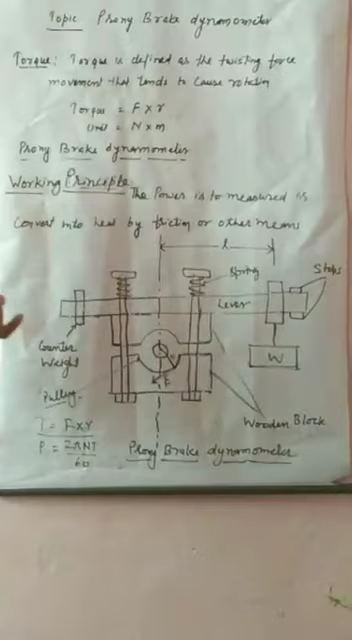 Topic Prony Brake dynamometer
Torque: Torque is defined as the twisting force
movement that tends to cause rotation
Torque = F×r
Unit = N×m
Prony Brake dynamometer
Working Principle
The Power is to measured is
Convert into heat by friction or other means
l
Spring
Stops
Lever
Counter
Weight
W
Pulley
F
Wooden Block
T = F×r
P = 2πNT
60
Prony Brake dynamometer